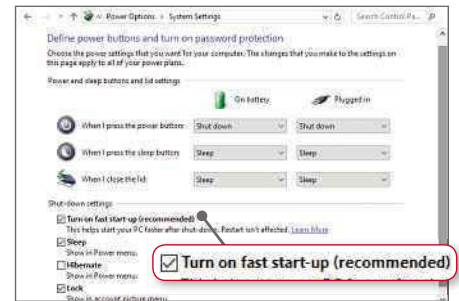 Power Options › System Settings
Search Control Pa...
Define power buttons and turn on password protection
Choose the power settings that you want for your computer. The changes that you make to the settings on
this page apply to all of your power plans.
Power and sleep buttons and lid settings
On battery
Plugged in
When I press the power button: Shut down Shut down
When I press the sleep button: Sleep Sleep
When I close the lid: Sleep Sleep
Shut-down settings
Turn on fast start-up (recommended)
This helps start your PC faster after shut-down. Restart isn't affected. Learn More
Sleep
Show in Power menu.
Hibernate
Show in Power menu.
Lock
Show in account picture menu.
Turn on fast start-up (recommended)